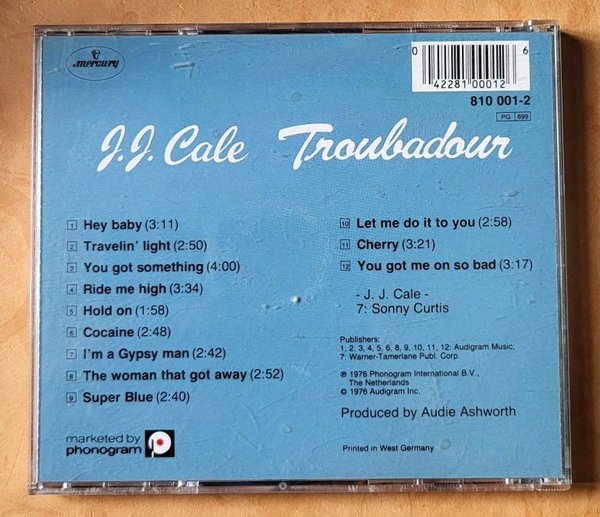 mercury
0 42281 00012 6
810 001-2
PG 899
J.J. Cale Troubadour
1 Hey baby (3:11)
2 Travelin' light (2:50)
3 You got something (4:00)
4 Ride me high (3:34)
5 Hold on (1:58)
6 Cocaine (2:48)
7 I'm a Gypsy man (2:42)
8 The woman that got away (2:52)
9 Super Blue (2:40)
10 Let me do it to you (2:58)
11 Cherry (3:21)
12 You got me on so bad (3:17)
- J. J. Cale -
7: Sonny Curtis
Publishers:
1, 2, 3, 4, 5, 6, 8, 9, 10, 11, 12: Audigram Music;
7: Warner-Tamerlane Publ. Corp.
℗ 1976 Phonogram International B.V.,
The Netherlands
© 1976 Audigram Inc.
Produced by Audie Ashworth
Printed in West Germany
marketed by
phonogram